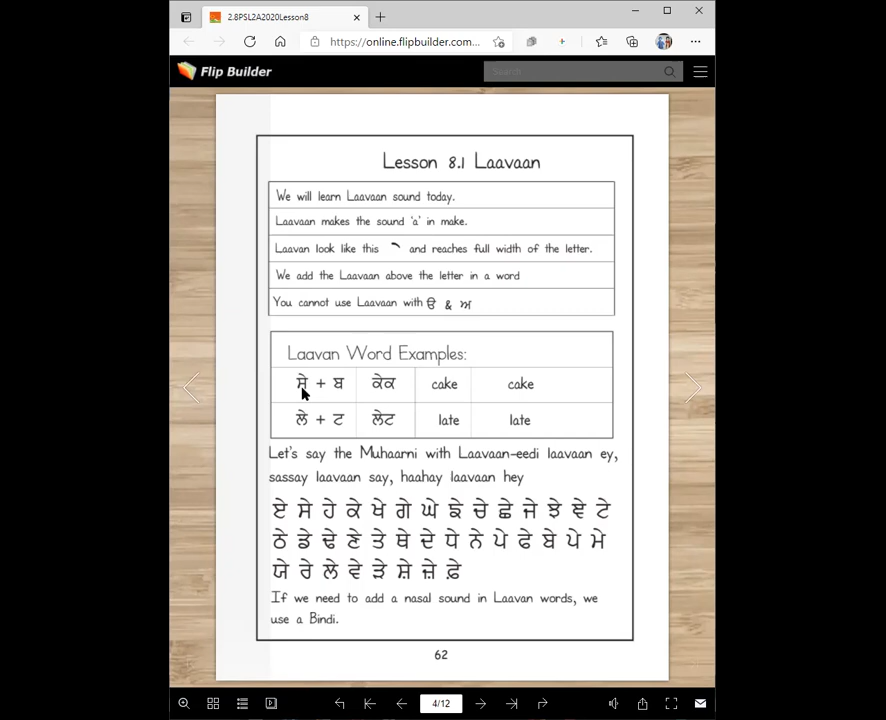 2.8PSL2A2020Lesson8
https://online.flipbuilder.com...
Flip Builder
Search
Lesson 8.1 Laavaan
We will learn Laavaan sound today.
Laavaan makes the sound 'a' in make.
Laavan look like this ੇ and reaches full width of the letter.
We add the Laavaan above the letter in a word
You cannot use Laavaan with ੳ & ਅ
Laavan Word Examples:
ਸੇ + ਬ ਕੇਕ cake cake
ਲੇ + ਟ ਲੇਟ late late
Let's say the Muhaarni with Laavaan-eedi laavaan ey,
sassay laavaan say, haahay laavaan hey
ਏ ਸੇ ਹੇ ਕੇ ਖੇ ਗੇ ਘੇ ਙੇ ਚੇ ਛੇ ਜੇ ਝੇ ਞੇ ਟੇ
ਠੇ ਡੇ ਢੇ ਣੇ ਤੇ ਥੇ ਦੇ ਧੇ ਨੇ ਪੇ ਫੇ ਬੇ ਪੇ ਮੇ
ਯੇ ਰੇ ਲੇ ਵੇ ੜੇ ਸ਼ੇ ਜ਼ੇ ਫ਼ੇ
If we need to add a nasal sound in Laavan words, we
use a Bindi.
62
4/12